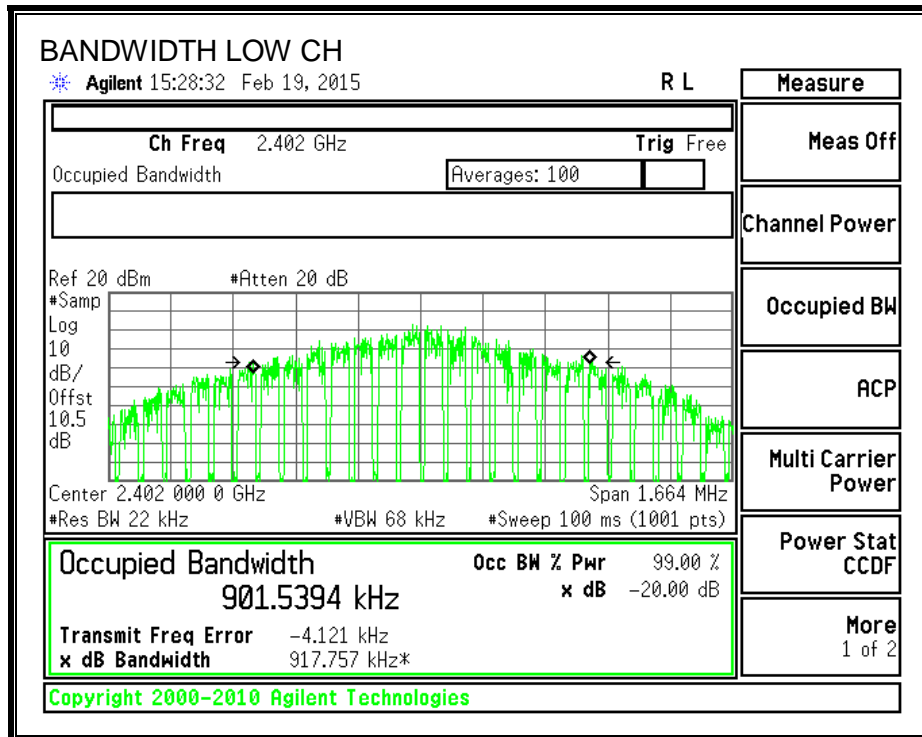 BANDWIDTH LOW CH
Agilent 15:28:32 Feb 19, 2015 R L
Measure
Ch Freq 2.402 GHz Trig Free
Meas Off
Occupied Bandwidth Averages: 100
Channel Power
Ref 20 dBm #Atten 20 dB
#Samp
Log
10
dB/
Offst
10.5
dB
Occupied BW
ACP
Center 2.402 000 0 GHz Span 1.664 MHz
#Res BW 22 kHz #VBW 68 kHz #Sweep 100 ms (1001 pts)
Multi Carrier
Power
Occupied Bandwidth Occ BW % Pwr 99.00 %
901.5394 kHz x dB -20.00 dB
Power Stat
CCDF
Transmit Freq Error -4.121 kHz
x dB Bandwidth 917.757 kHz*
More
1 of 2
Copyright 2000-2010 Agilent Technologies